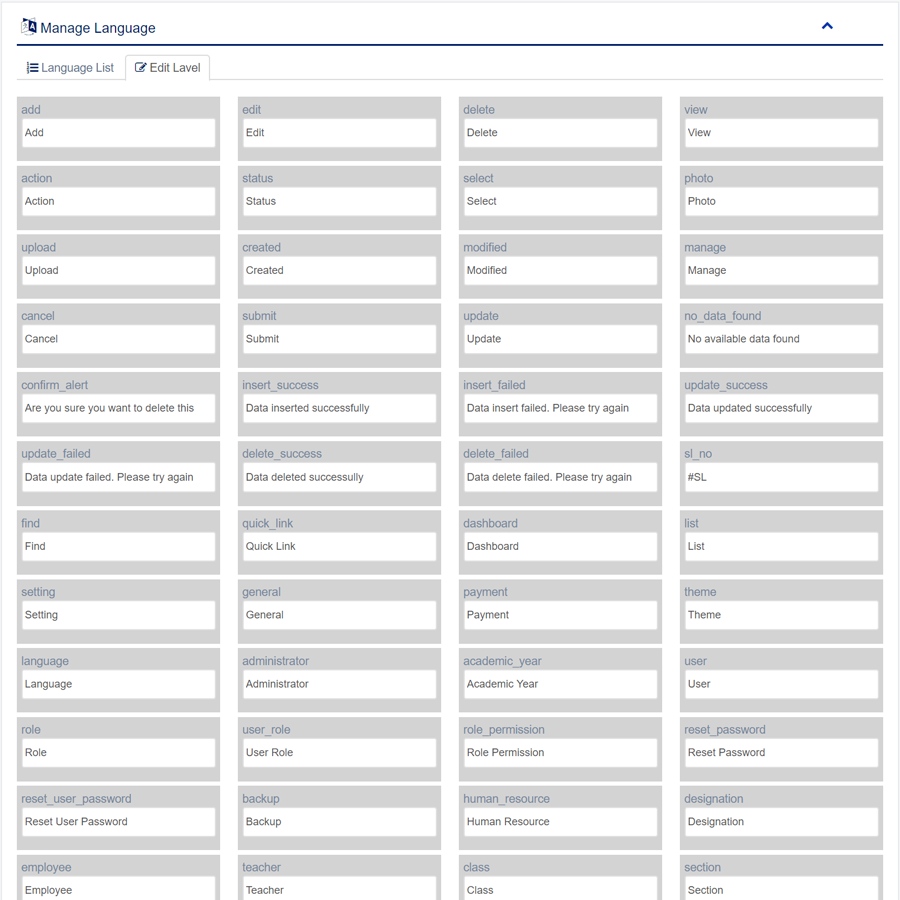 Manage Language
Language List Edit Lavel
add edit delete view
Add Edit Delete View
action status select photo
Action Status Select Photo
upload created modified manage
Upload Created Modified Manage
cancel submit update no_data_found
Cancel Submit Update No available data found
confirm_alert insert_success insert_failed update_success
Are you sure you want to delete this Data inserted successfully Data insert failed. Please try again Data updated successfully
update_failed delete_success delete_failed sl_no
Data update failed. Please try again Data deleted successully Data delete failed. Please try again #SL
find quick_link dashboard list
Find Quick Link Dashboard List
setting general payment theme
Setting General Payment Theme
language administrator academic_year user
Language Administrator Academic Year User
role user_role role_permission reset_password
Role User Role Role Permission Reset Password
reset_user_password backup human_resource designation
Reset User Password Backup Human Resource Designation
employee teacher class section
Employee Teacher Class Section